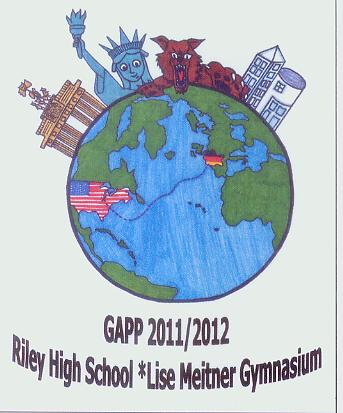 GAPP 2011/2012
Riley High School *Lise Meitner Gymnasium